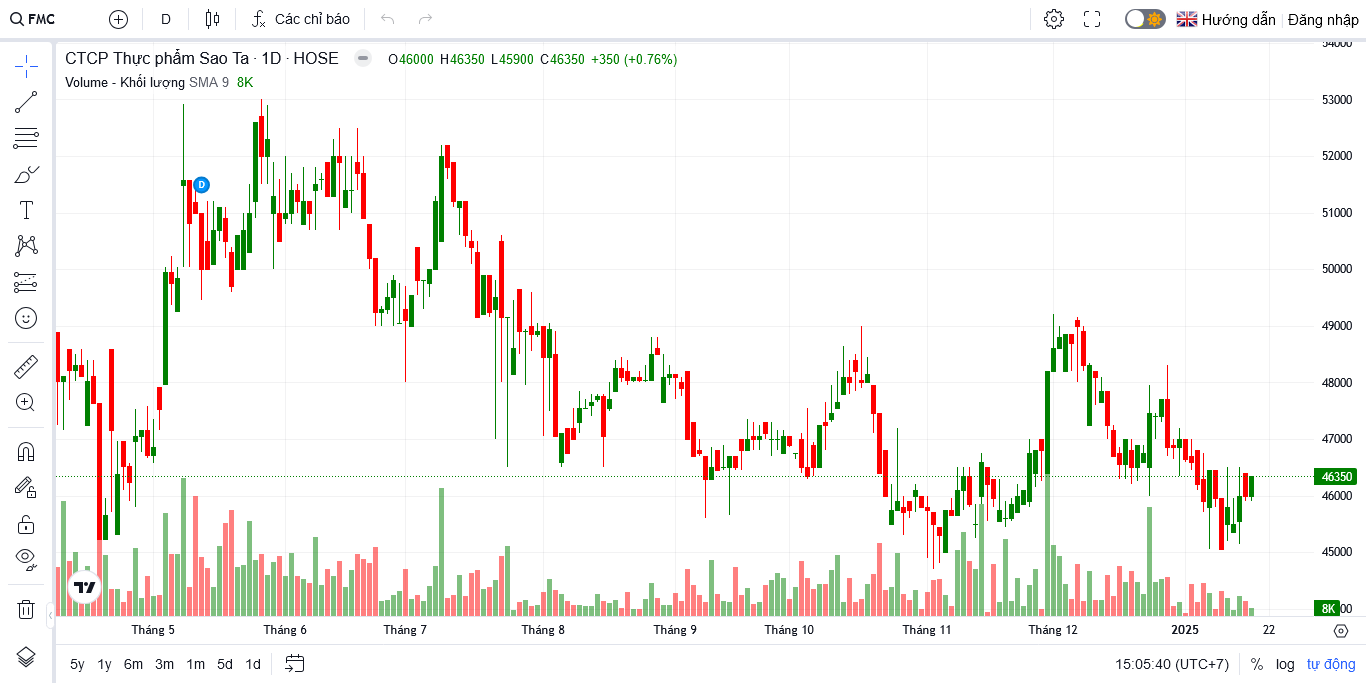 FMC D Các chỉ báo Hướng dẫn Đăng nhập
CTCP Thực phẩm Sao Ta · 1D · HOSE O46000 H46350 L45900 C46350 +350 (+0.76%)
Volume - Khối lượng SMA 9 8K
D
54000
53000
52000
51000
50000
49000
48000
47000
46350
46000
45000
8K
Tháng 5 Tháng 6 Tháng 7 Tháng 8 Tháng 9 Tháng 10 Tháng 11 Tháng 12 2025 22
5y 1y 6m 3m 1m 5d 1d 15:05:40 (UTC+7) % log tự động